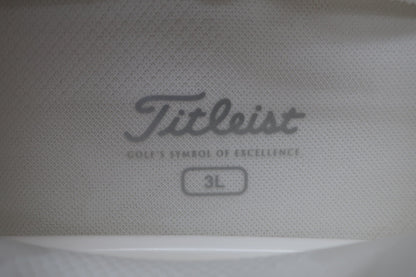 Titleist
GOLF'S SYMBOL OF EXCELLENCE
3L